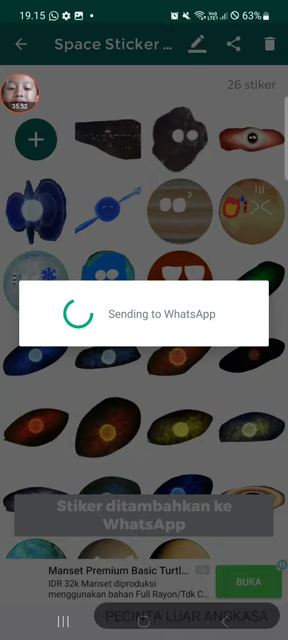 19.15
63%
Space Sticker ...
35:52
26 stiker
?
Sending to WhatsApp
Stiker ditambahkan ke
WhatsApp
Manset Premium Basic Turtl...
IDR 32k Manset diproduksi
menggunakan bahan Full Rayon/Tdk C...
BUKA
PECINTA LUAR ANGKASA